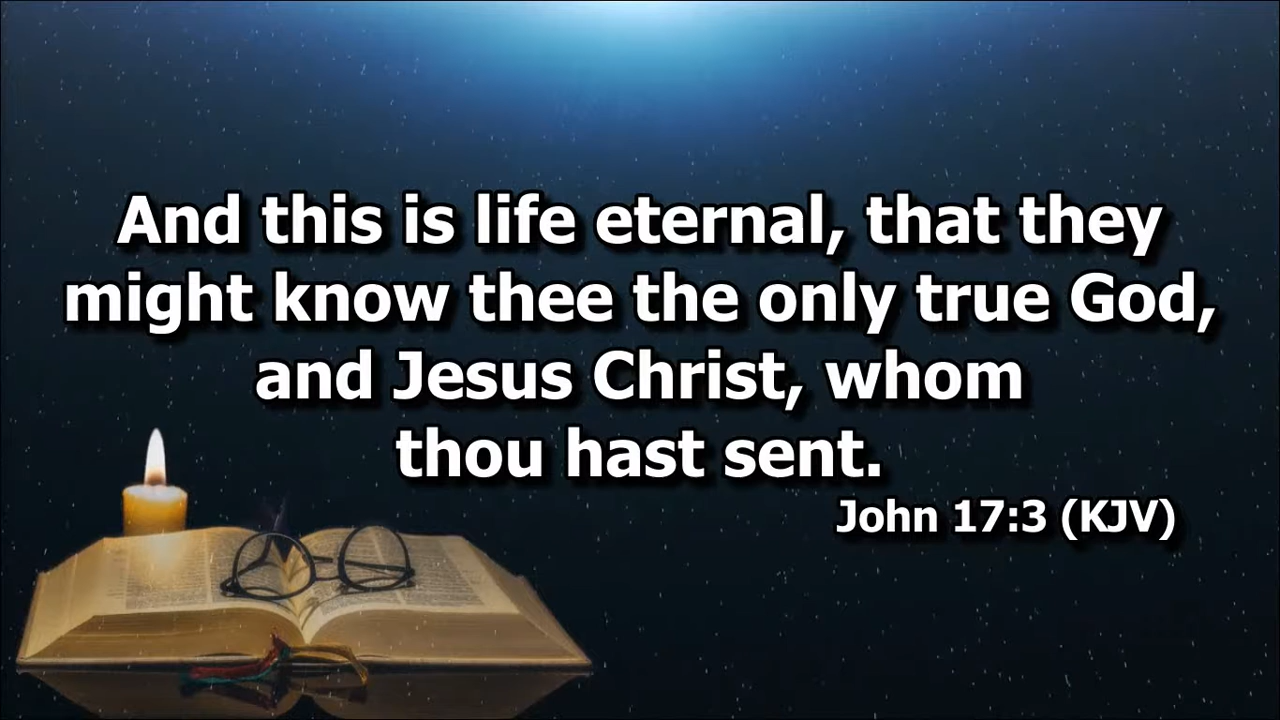 And this is life eternal, that they
might know thee the only true God,
and Jesus Christ, whom
thou hast sent.
John 17:3 (KJV)